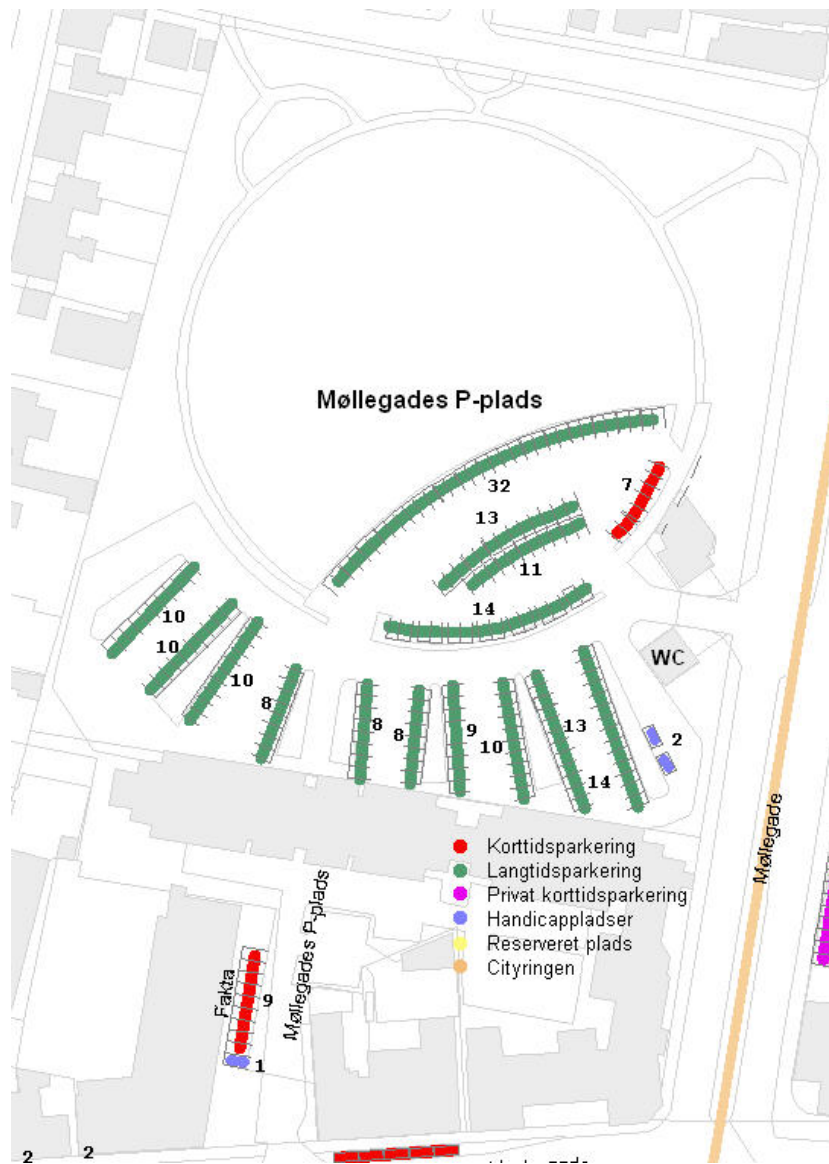 Møllegades P-plads
32
7
13
11
14
10
10
10
8
8
8
9
10
13
14
WC
2
Møllegade
Korttidsparkering
Langtidsparkering
Privat korttidsparkering
Handicappladser
Reserveret plads
Cityringen
Møllegades P-plads
Fakta
9
1
2
2